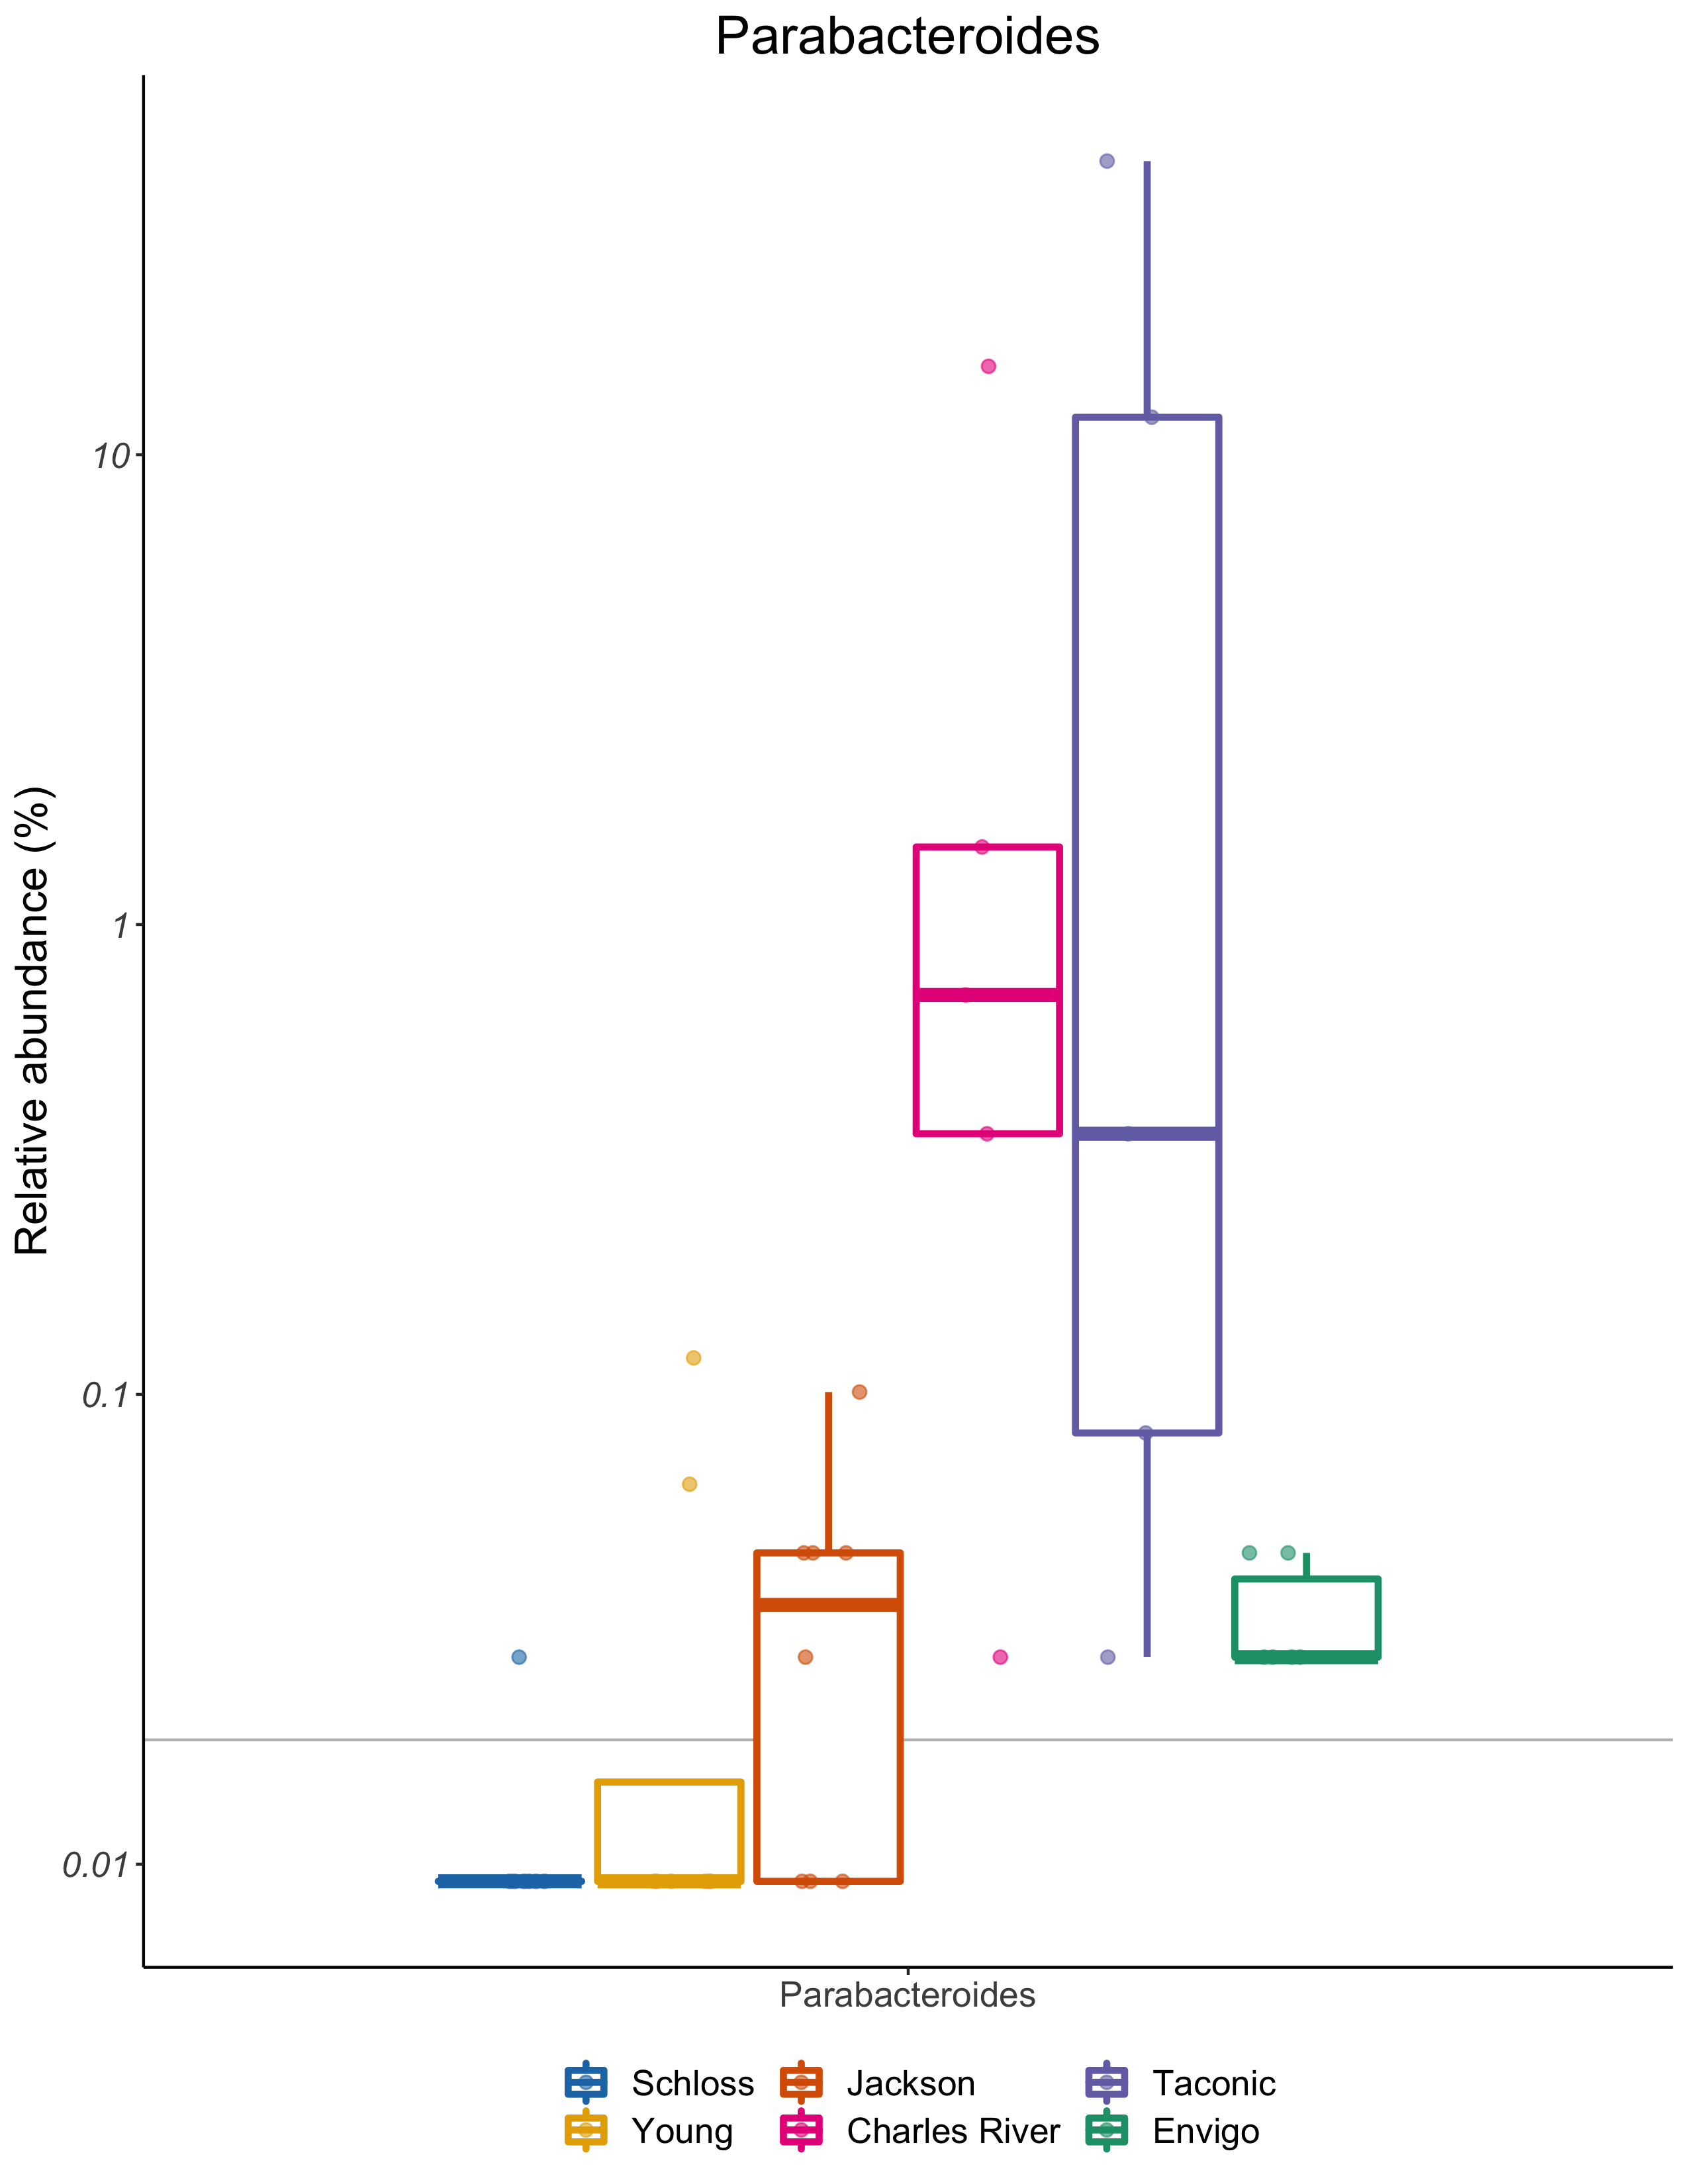 Parabacteroides
Relative abundance (%)
10
1
0.1
0.01
Parabacteroides
Schloss
Jackson
Taconic
Young
Charles River
Envigo